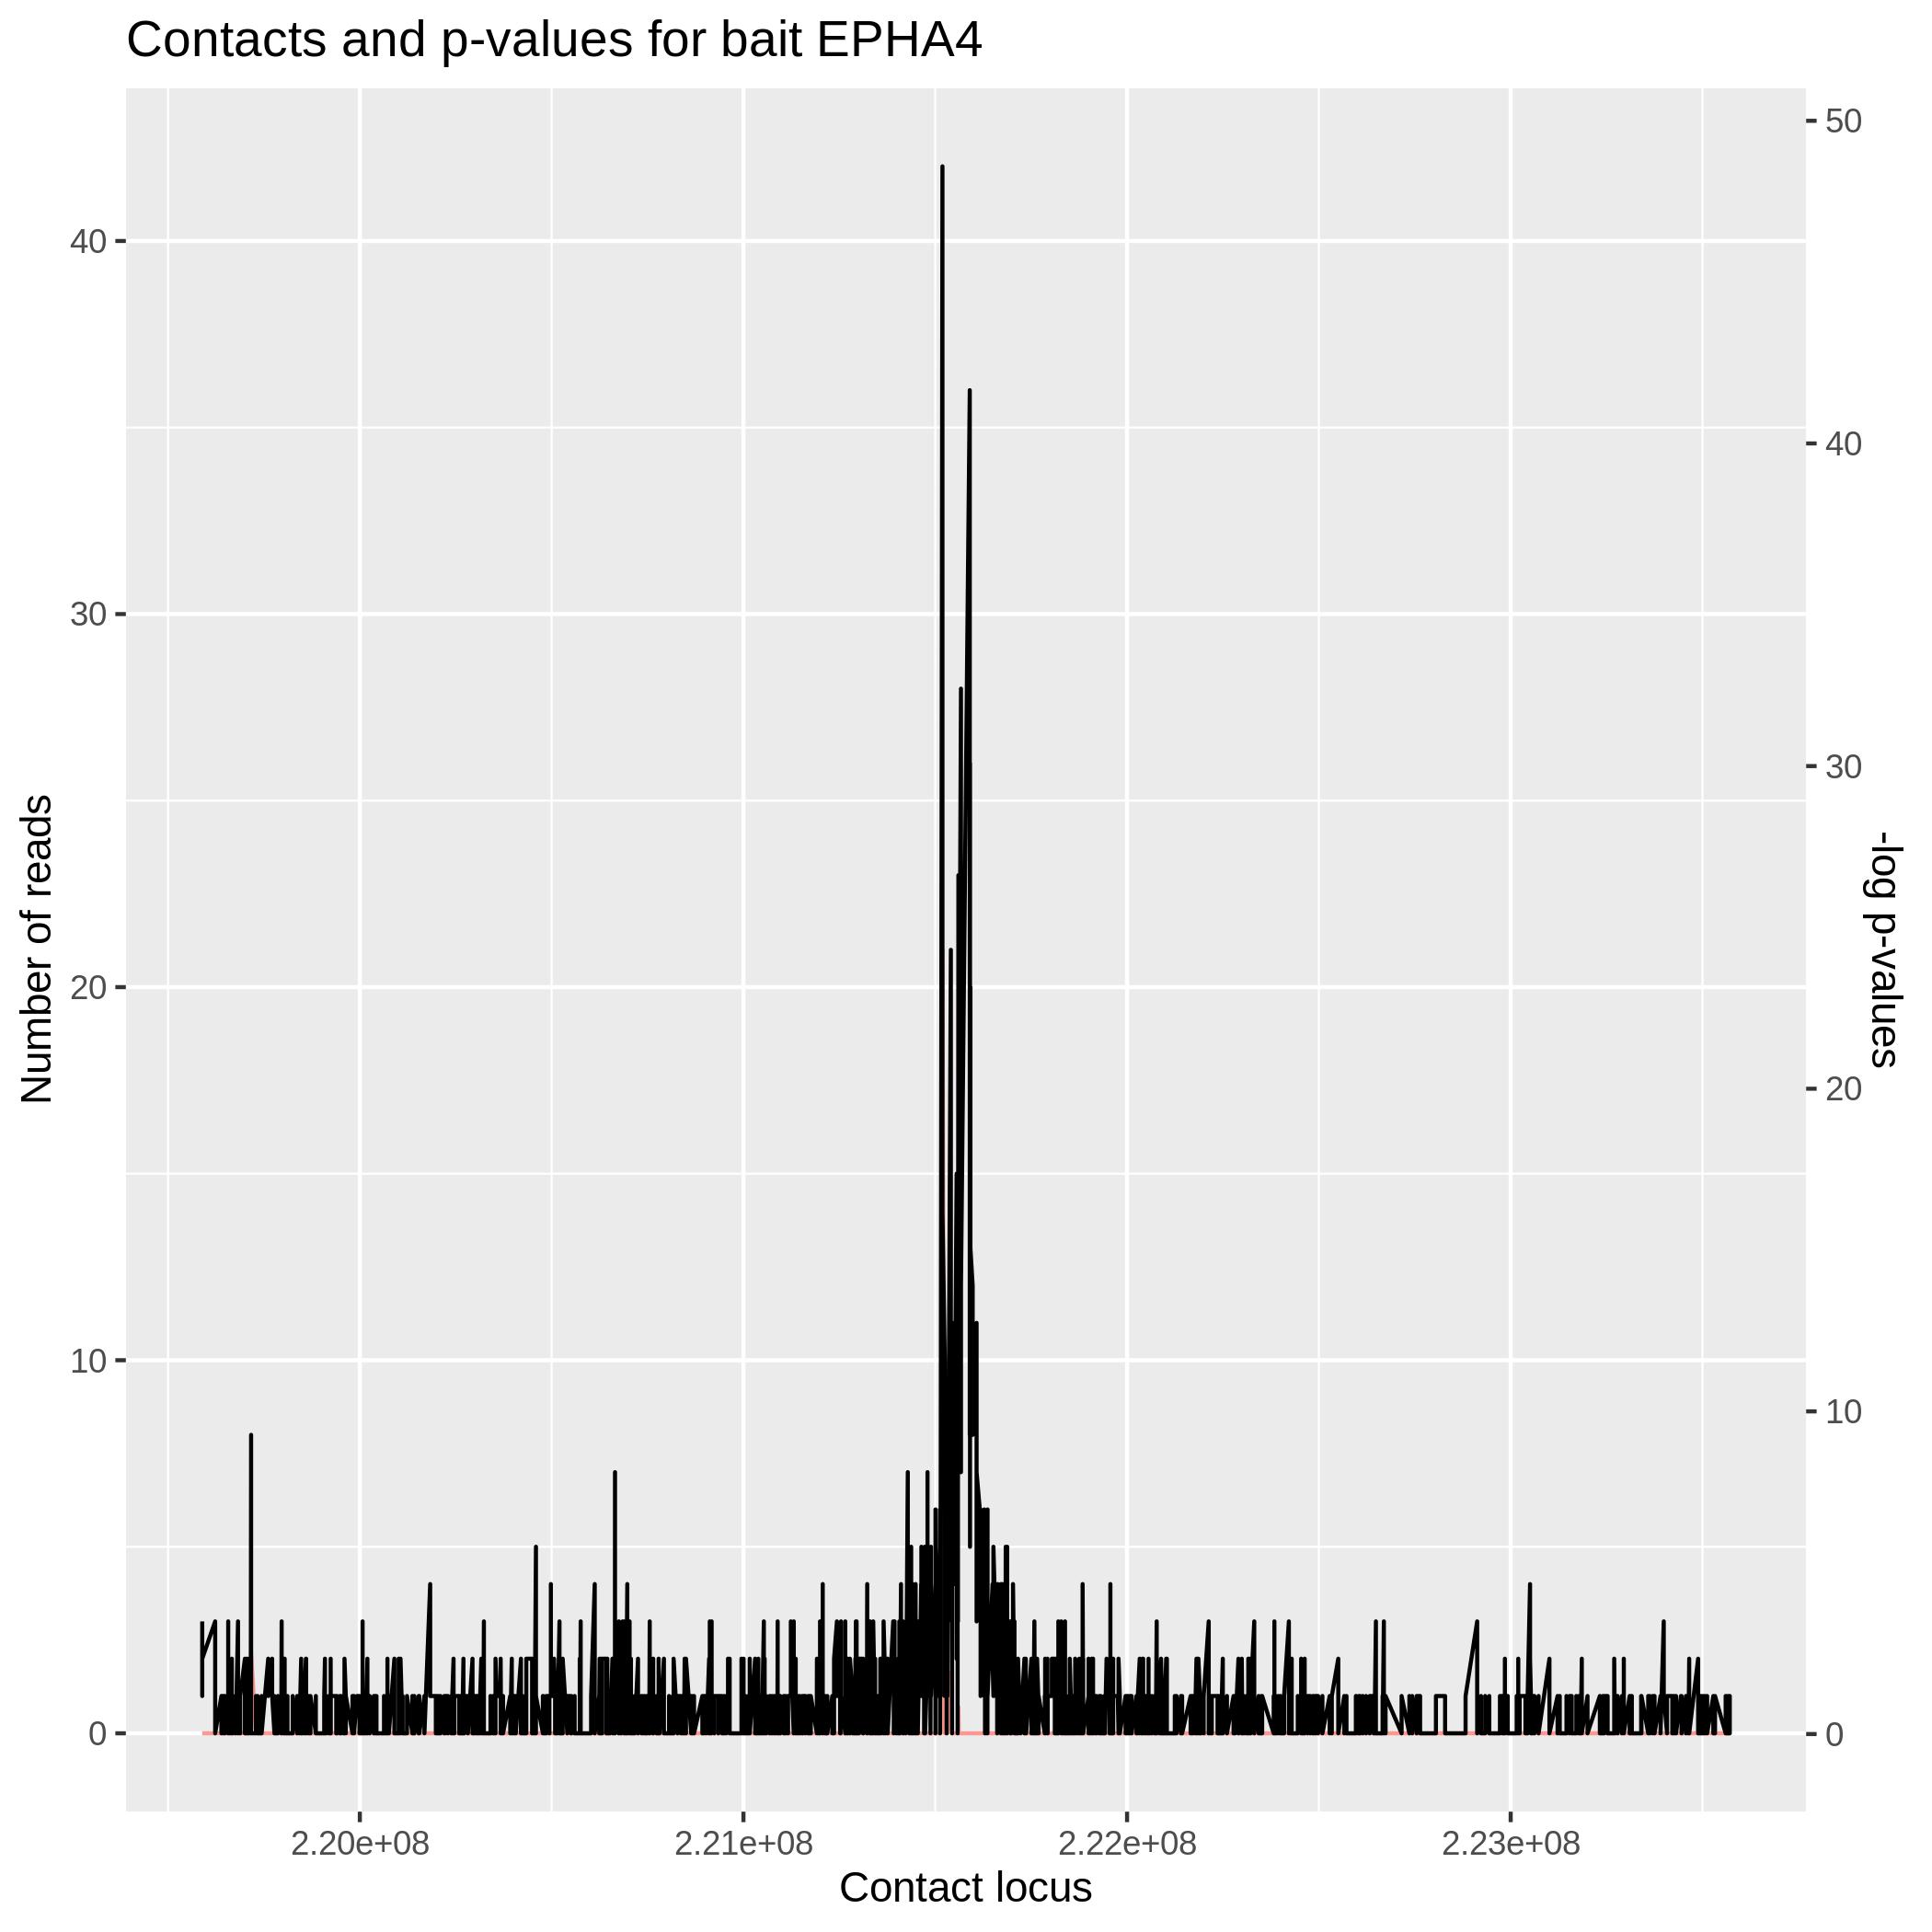 Contacts and p-values for bait EPHA4
Number of reads
40
30
20
10
0
50
40
30
20
10
0
-log p-values
2.20e+08 2.21e+08 2.22e+08 2.23e+08
Contact locus